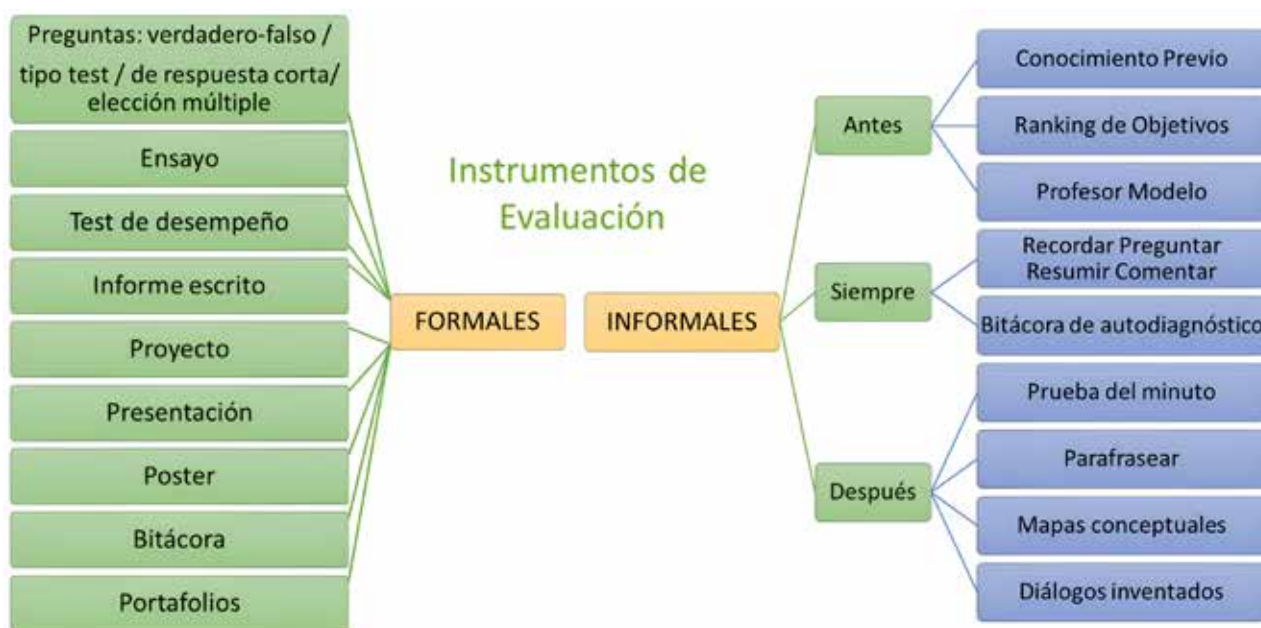 Preguntas: verdadero-falso /
tipo test / de respuesta corta/
elección múltiple
Ensayo
Test de desempeño
Informe escrito
Proyecto
Presentación
Poster
Bitácora
Portafolios
Instrumentos de
Evaluación
FORMALES
INFORMALES
Antes
Conocimiento Previo
Ranking de Objetivos
Profesor Modelo
Siempre
Recordar Preguntar
Resumir Comentar
Bitácora de autodiagnóstico
Después
Prueba del minuto
Parafrasear
Mapas conceptuales
Diálogos inventados